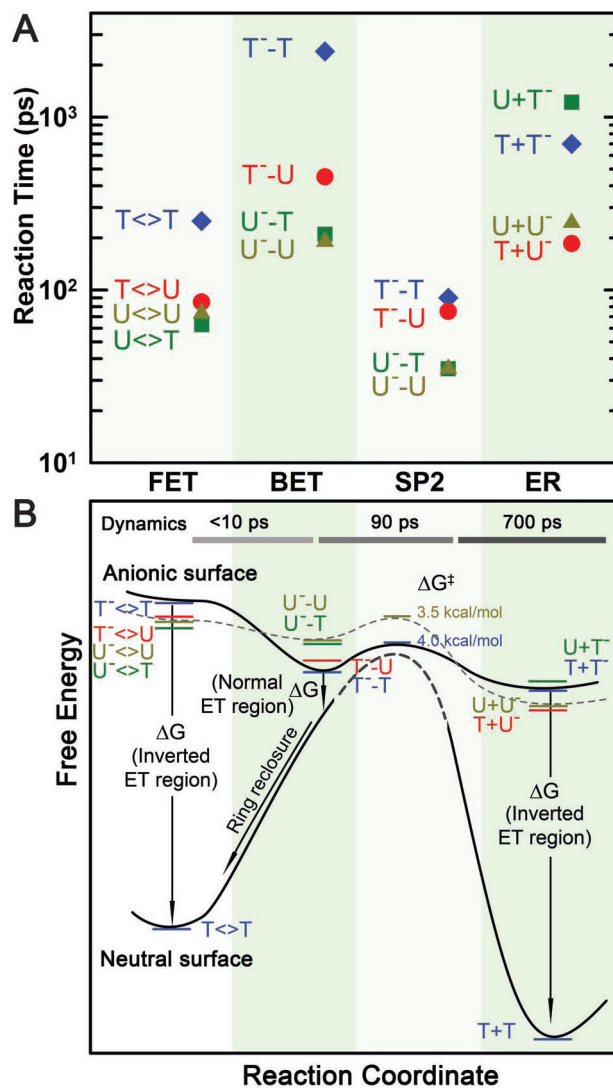 A
Reaction Time (ps)
10³
10²
10¹
T<>T
T<>U
U<>U
U<>T
T⁻-T
T⁻-U
U⁻-T
U⁻-U
T⁻-T
T⁻-U
U⁻-T
U⁻-U
U+T⁻
T+T⁻
U+U⁻
T+U⁻
FET BET SP2 ER
B
Dynamics <10 ps 90 ps 700 ps
Anionic surface
T⁻<>T
T⁻<>U
U⁻<>U
U⁻<>T
U⁻-U
U⁻-T
ΔG‡
3.5 kcal/mol
4.0 kcal/mol
T⁻-U
T⁻-T
U+T⁻
T+T⁻
U+U⁻
T+U⁻
ΔG
(Normal
ET region)
ΔG
(Inverted
ET region)
Ring reclosure
ΔG
(Inverted
ET region)
T<>T
Neutral surface
T+T
Free Energy
Reaction Coordinate